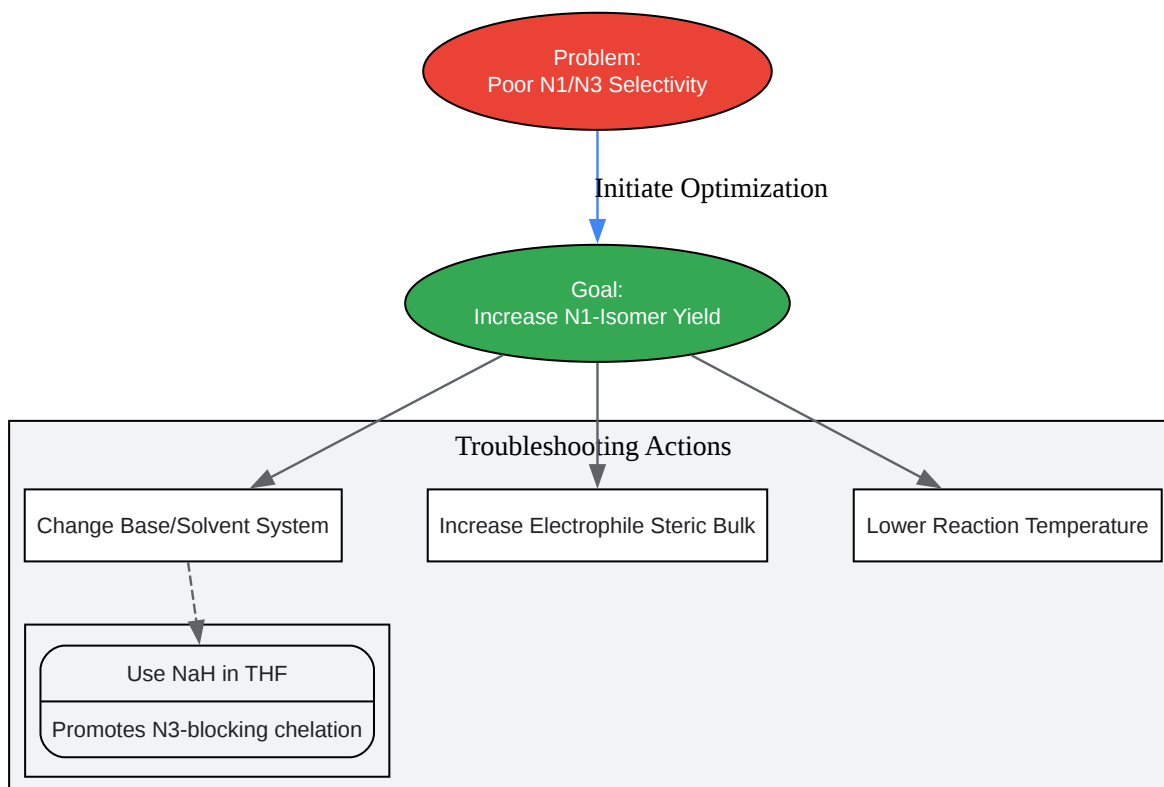 Problem:
Poor N1/N3 Selectivity
Initiate Optimization
Goal:
Increase N1-Isomer Yield
Troubleshooting Actions
Change Base/Solvent System
Increase Electrophile Steric Bulk
Lower Reaction Temperature
Use NaH in THF
Promotes N3-blocking chelation